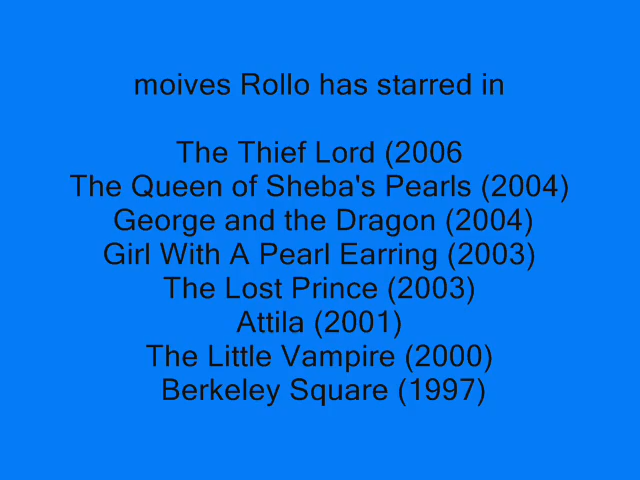 moives Rollo has starred in
The Thief Lord (2006
The Queen of Sheba's Pearls (2004)
George and the Dragon (2004)
Girl With A Pearl Earring (2003)
The Lost Prince (2003)
Attila (2001)
The Little Vampire (2000)
Berkeley Square (1997)